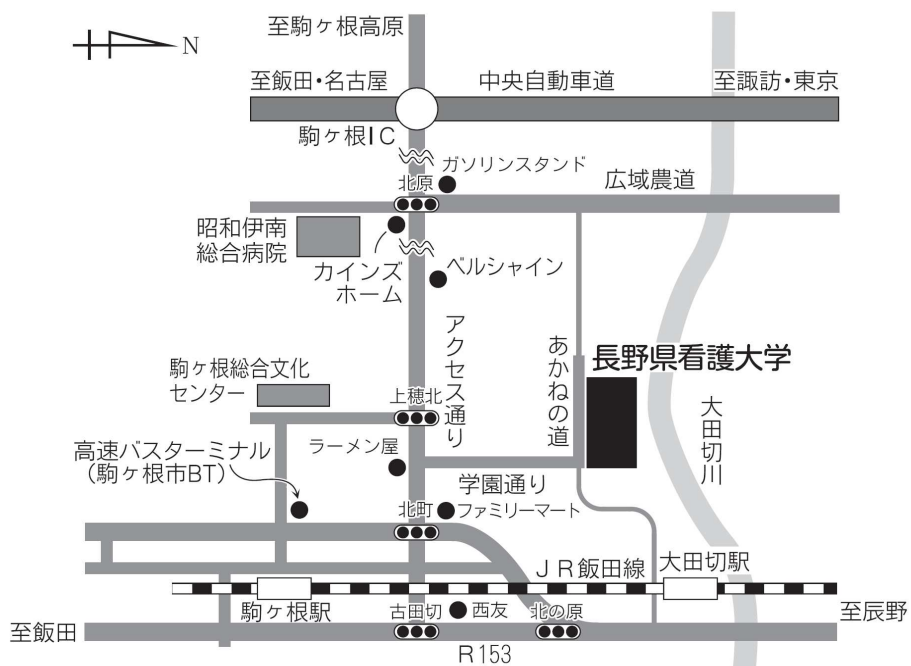 至駒ヶ根高原
N
至飯田・名古屋
中央自動車道
至諏訪・東京
駒ヶ根IC
ガソリンスタンド
北原
広域農道
昭和伊南
総合病院
カインズ
ホーム
ベルシャイン
アクセス通り
あかねの道
長野県看護大学
大田切川
駒ヶ根総合文化
センター
上穂北
高速バスターミナル
(駒ヶ根市BT)
ラーメン屋
学園通り
北町
ファミリーマート
JR飯田線
大田切駅
駒ヶ根駅
古田切
西友
北の原
至辰野
至飯田
R153